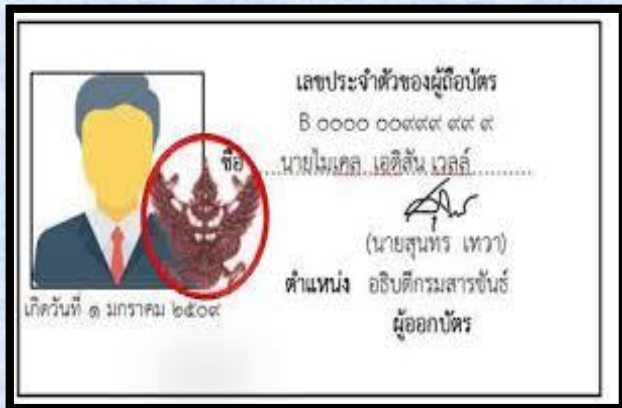 เลขประจำตัวของผู้ถือบัตร
B ๐๐๐๐ ๐๐๙๙๙ ๙๙ ๙
ชื่อ.....นายไมเคล เอดิสัน เวลล์............
(นายสุนทร เทวา)
ตำแหน่ง อธิบดีกรมสารขันธ์
ผู้ออกบัตร
เกิดวันที่ ๑ มกราคม ๒๕๐๙